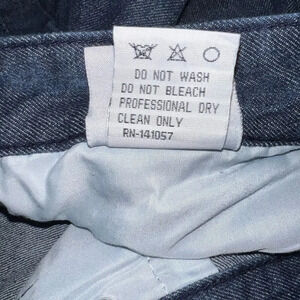 DO NOT WASH
DO NOT BLEACH
PROFESSIONAL DRY
CLEAN ONLY
RN-141057